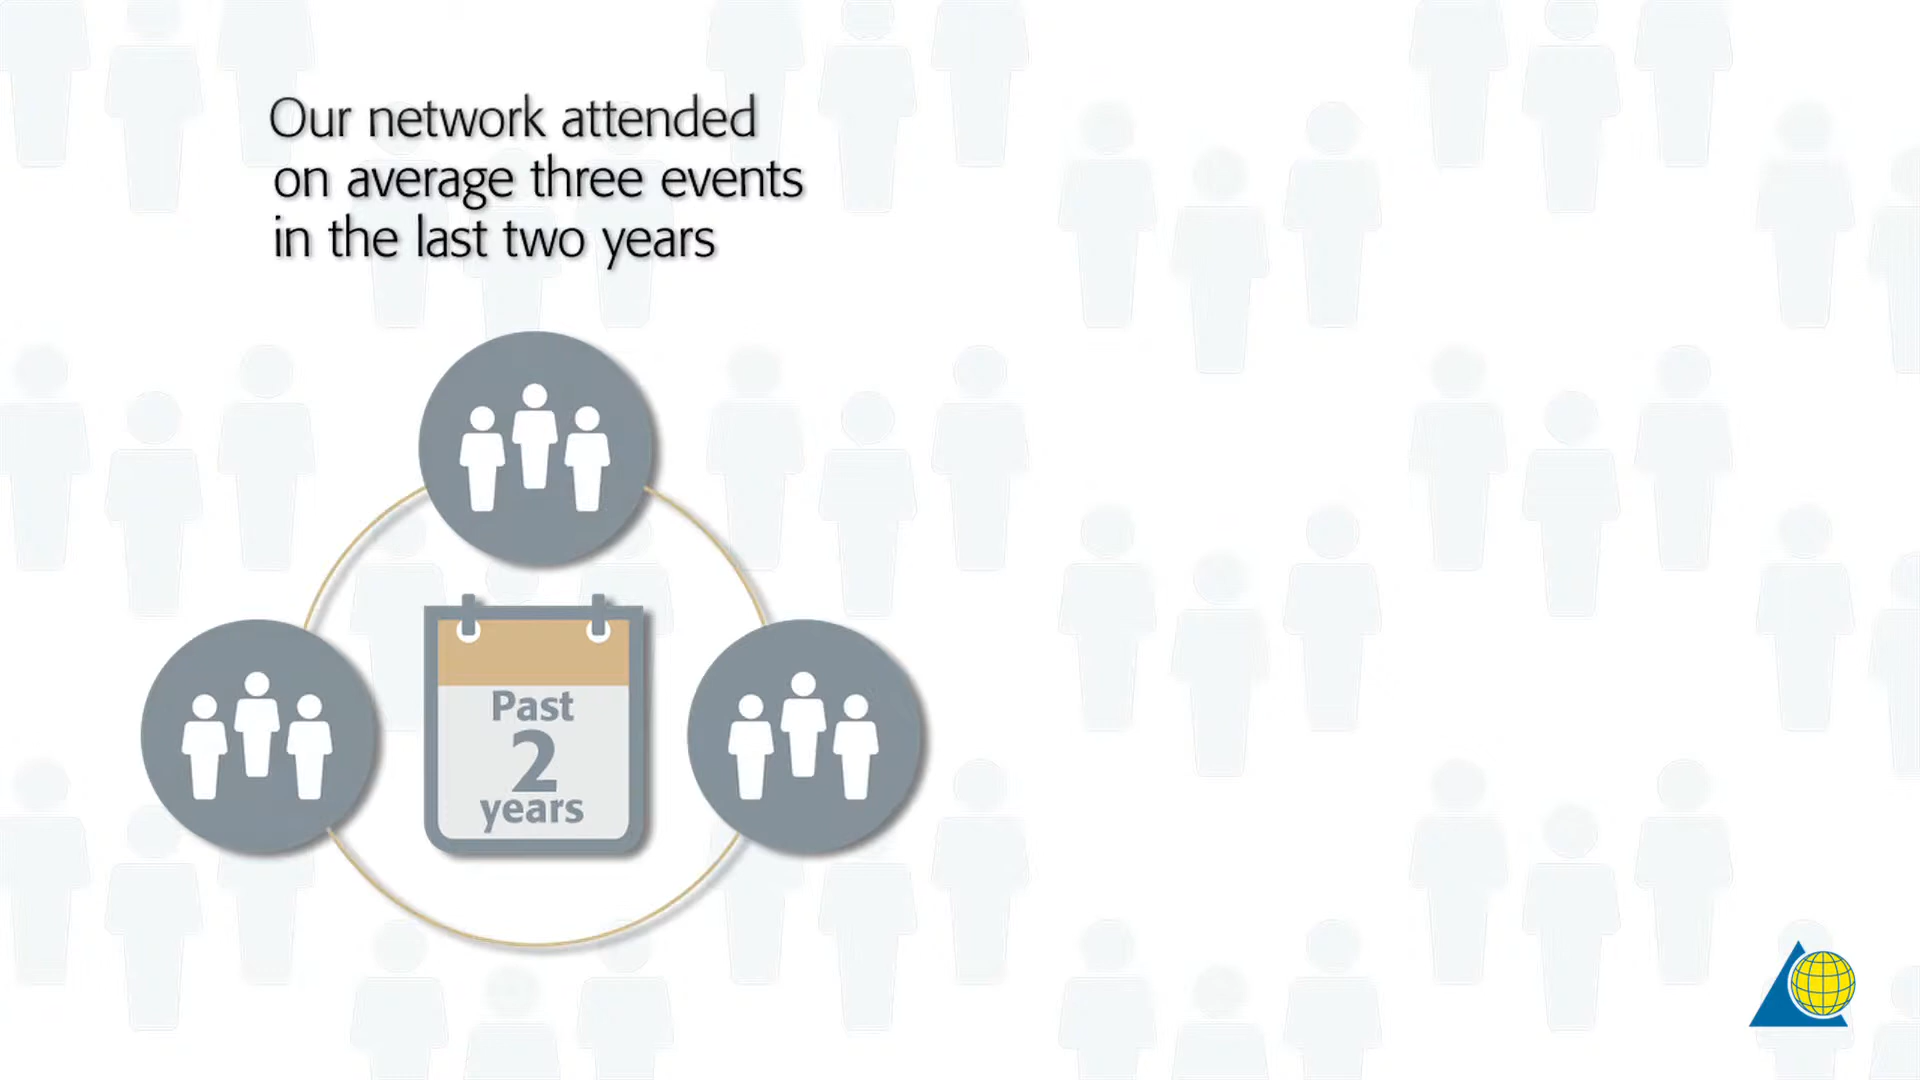 Our network attended
on average three events
in the last two years
Past
2
years